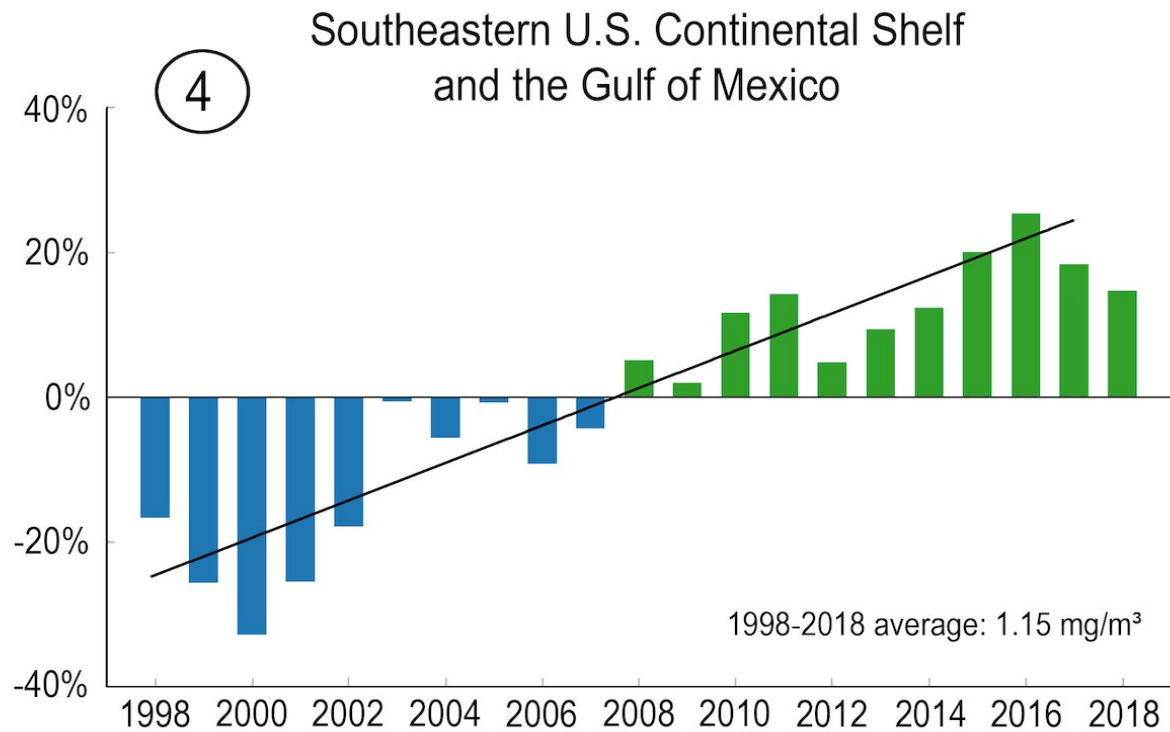 Southeastern U.S. Continental Shelf
and the Gulf of Mexico
4
40%
20%
0%
-20%
-40%
1998-2018 average: 1.15 mg/m³
1998 2000 2002 2004 2006 2008 2010 2012 2014 2016 2018